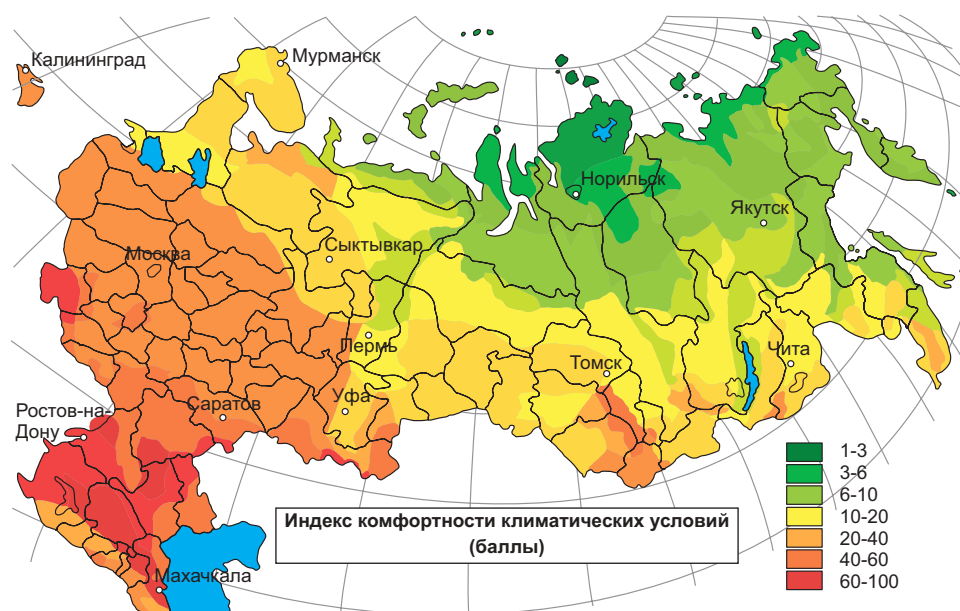 Калининград
Мурманск
Норильск
Якутск
Сыктывкар
Москва
Пермь
Томск
Чита
Уфа
Саратов
Ростов-на-
Дону
Махачкала
Индекс комфортности климатических условий
(баллы)
1-3
3-6
6-10
10-20
20-40
40-60
60-100